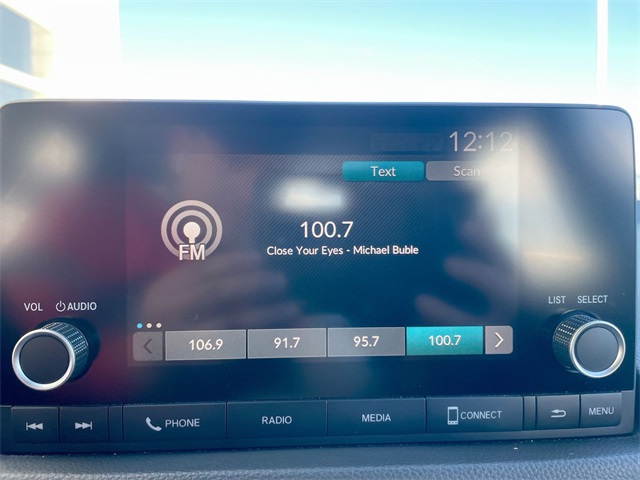 12:12
Text Scan
FM
100.7
Close Your Eyes - Michael Buble
VOL AUDIO
LIST SELECT
106.9 91.7 95.7 100.7
PHONE RADIO MEDIA CONNECT MENU